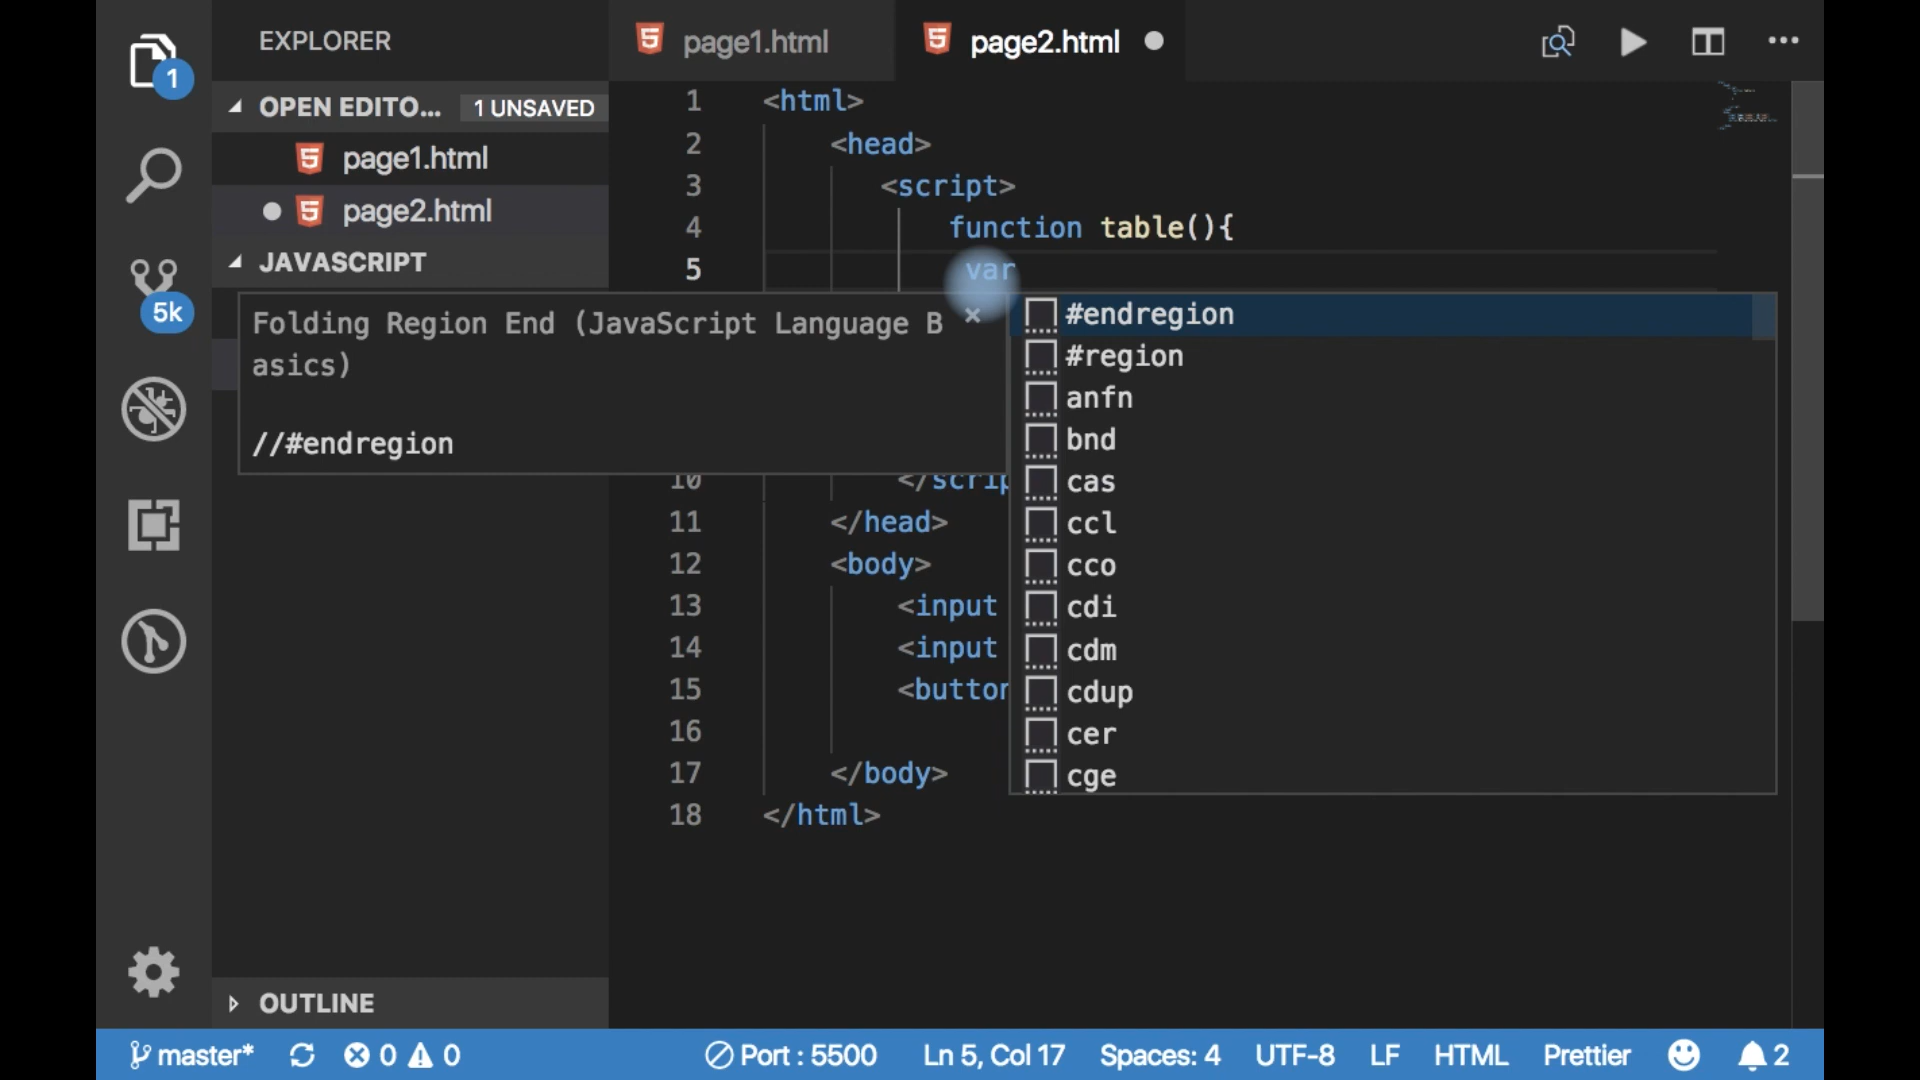 EXPLORER
page1.html
page2.html
1
OPEN EDITO... 1 UNSAVED
page1.html
page2.html
JAVASCRIPT
5k
1 <html>
2 <head>
3 <script>
4 function table(){
5 var
Folding Region End (JavaScript Language B
asics)
//#endregion
#endregion
#region
anfn
bnd
cas
ccl
cco
cdi
cdm
cdup
cer
cge
10 </scrip
11 </head>
12 <body>
13 <input
14 <input
15 <button
16
17 </body>
18 </html>
OUTLINE
master* 0 0 Port : 5500 Ln 5, Col 17 Spaces: 4 UTF-8 LF HTML Prettier 2